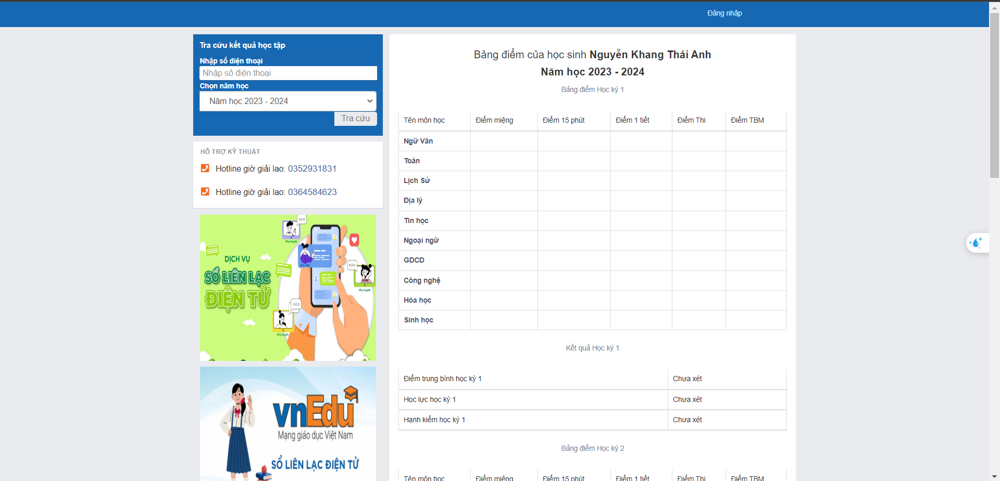 Đăng nhập
Tra cứu kết quả học tập
Nhập số điện thoại
Nhập số điện thoại
Chọn năm học
Năm học 2023 - 2024
Tra cứu
HỖ TRỢ KỸ THUẬT
Hotline giờ giải lao: 0352931831
Hotline giờ giải lao: 0364584623
DỊCH VỤ
SỔ LIÊN LẠC
ĐIỆN TỬ
Phụ huynh
Giáo viên
Phụ huynh
Phụ huynh
vnEdu
Mạng giáo dục Việt Nam
SỔ LIÊN LẠC ĐIỆN TỬ
Bảng điểm của học sinh Nguyễn Khang Thái Anh
Năm học 2023 - 2024
Bảng điểm Học kỳ 1
Tên môn học Điểm miệng Điểm 15 phút Điểm 1 tiết Điểm Thi Điểm TBM
Ngữ Văn
Toán
Lịch Sử
Địa lý
Tin học
Ngoại ngữ
GDCD
Công nghệ
Hóa học
Sinh học
Kết quả Học kỳ 1
Điểm trung bình học kỳ 1 Chưa xét
Học lực học kỳ 1 Chưa xét
Hạnh kiểm học kỳ 1 Chưa xét
Bảng điểm Học kỳ 2
Tên môn học Điểm miệng Điểm 15 phút Điểm 1 tiết Điểm Thi Điểm TBM